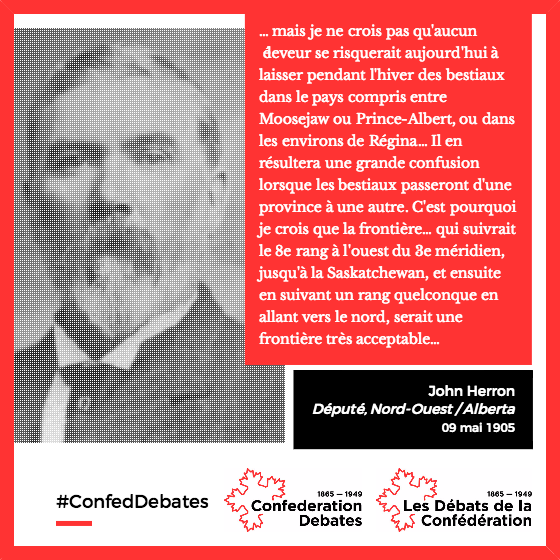 ... mais je ne crois pas qu'aucun
deveur se risquerait aujourd'hui à
laisser pendant l'hiver des bestiaux
dans le pays compris entre
Moosejaw ou Prince-Albert, ou dans
les environs de Régina... Il en
résultera une grande confusion
lorsque les bestiaux passeront d'une
province à une autre. C'est pourquoi
je crois que la frontière... qui suivrait
le 8e rang à l'ouest du 3e méridien,
jusqu'à la Saskatchewan, et ensuite
en suivant un rang quelconque en
allant vers le nord, serait une
frontière très acceptable...
John Herron
Député, Nord-Ouest / Alberta
09 mai 1905
#ConfedDebates
1865 — 1949
Confederation
Debates
1865 — 1949
Les Débats de la
Confédération